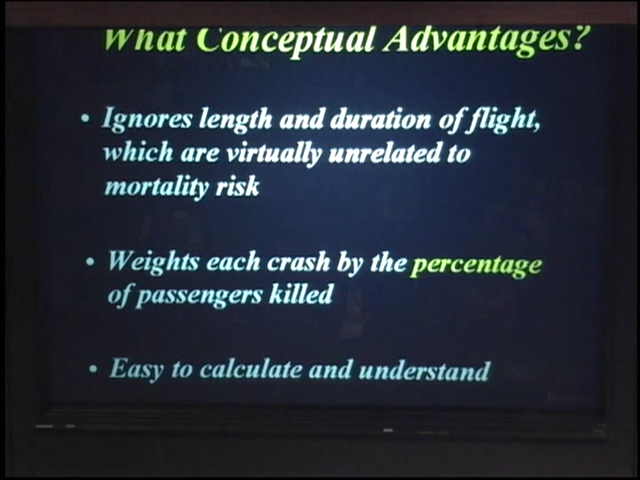 What Conceptual Advantages?
• Ignores length and duration of flight,
which are virtually unrelated to
mortality risk
• Weights each crash by the percentage
of passengers killed
• Easy to calculate and understand